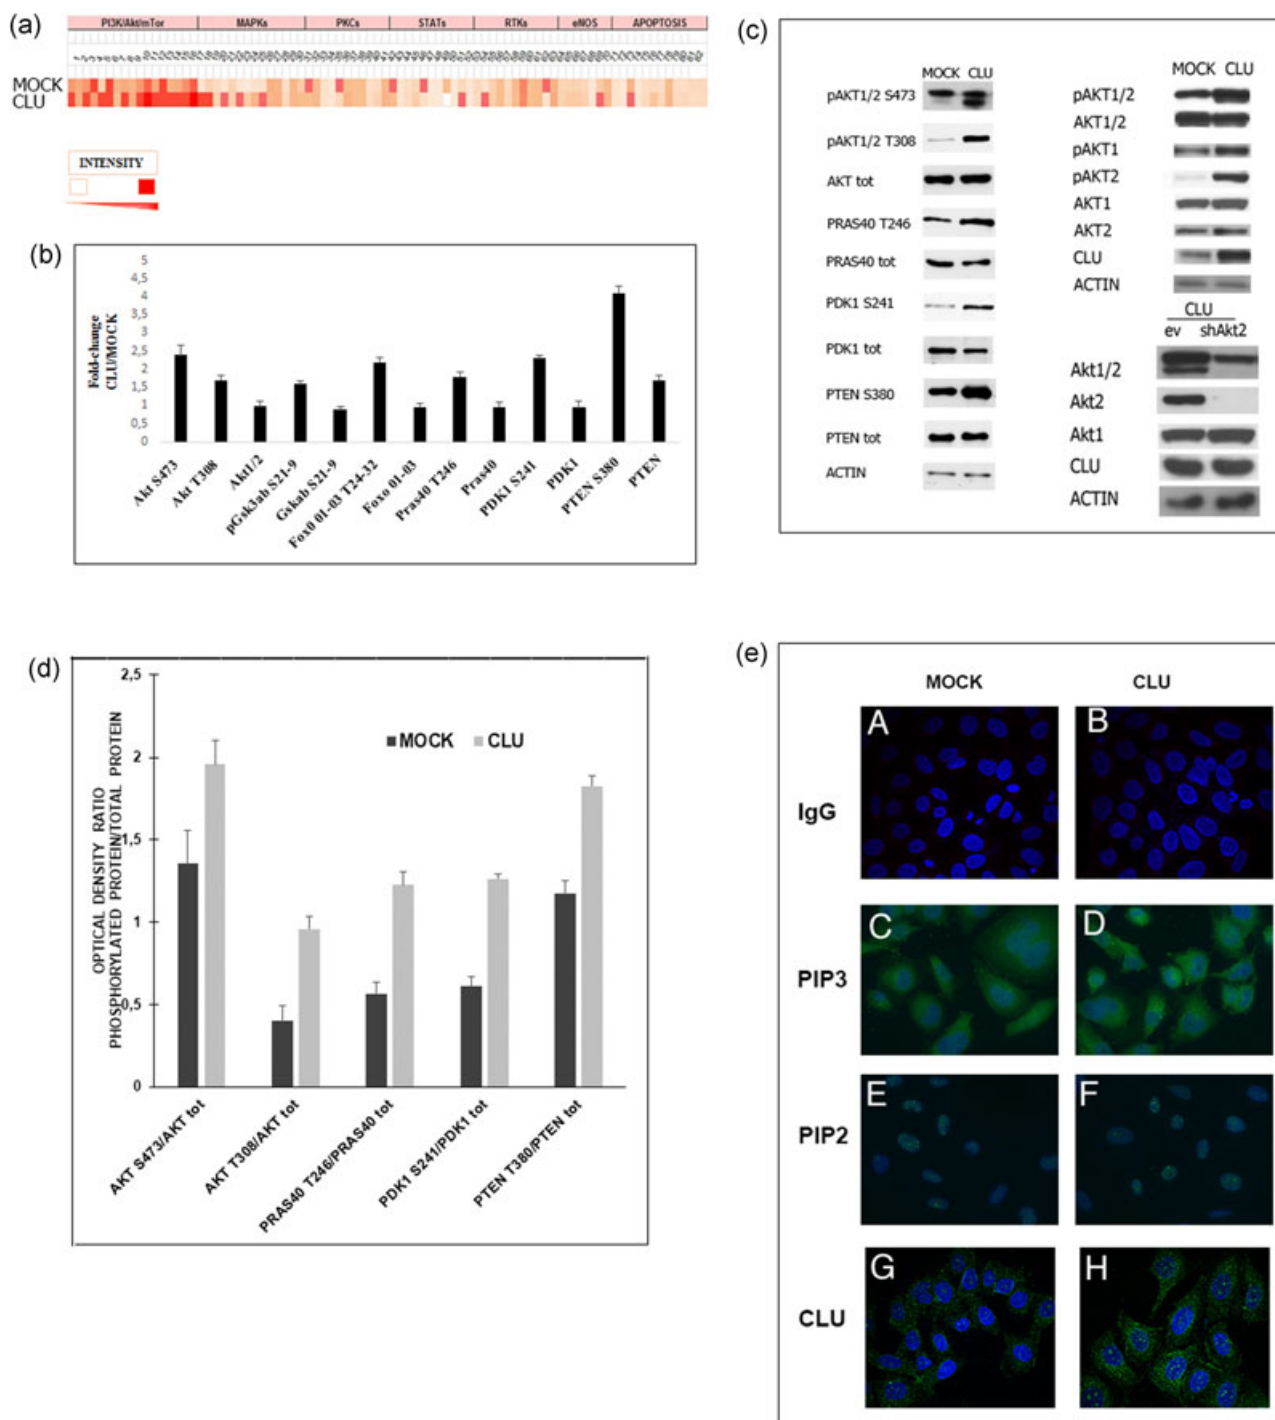 (a)
PI3K/Akt/mTor MAPKs PKCs STATs RTKs eNOS APOPTOSIS
MOCK
CLU
INTENSITY
(b)
Fold-change
CLU/MOCK
5
4,5
4
3,5
3
2,5
2
1,5
1
0,5
0
Akt S473
Akt T308
Akt1/2
pGsk3ab S21-9
Gskab S21-9
Fox0 01-03 T24-32
Foxo 01-03
Pras40 T246
Pras40
PDK1 S241
PDK1
PTEN S380
PTEN
(c)
MOCK CLU
pAKT1/2 S473
pAKT1/2 T308
AKT tot
PRAS40 T246
PRAS40 tot
PDK1 S241
PDK1 tot
PTEN S380
PTEN tot
ACTIN
MOCK CLU
pAKT1/2
AKT1/2
pAKT1
pAKT2
AKT1
AKT2
CLU
ACTIN
CLU
ev shAkt2
Akt1/2
Akt2
Akt1
CLU
ACTIN
(d)
OPTICAL DENSITY RATIO
PHOSPHORYLATED PROTEIN/TOTAL PROTEIN
2,5
2
1,5
1
0,5
0
MOCK CLU
AKT S473/AKT tot
AKT T308/AKT tot
PRAS40 T246/PRAS40 tot
PDK1 S241/PDK1 tot
PTEN T380/PTEN tot
(e)
MOCK CLU
A B
IgG
C D
PIP3
E F
PIP2
G H
CLU